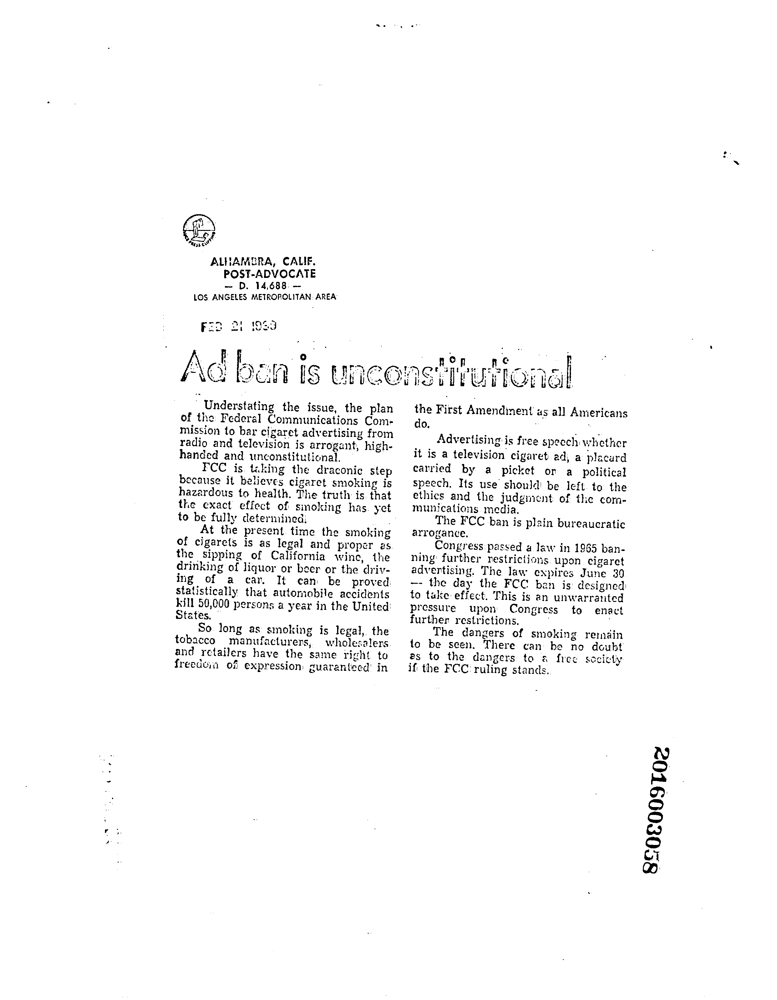 ALHAMBRA, CALIF.
POST-ADVOCATE
— D. 14,688 —
LOS ANGELES METROPOLITAN AREA
FEB 21 1969
Ad ban is unconstitutional
Understating the issue, the plan
of the Federal Communications Com-
mission to bar cigaret advertising from
radio and television is arrogant, high-
handed and unconstitutional.
FCC is taking the draconic step
because it believes cigaret smoking is
hazardous to health. The truth is that
the exact effect of smoking has yet
to be fully determined.
At the present time the smoking
of cigarets is as legal and proper as
the sipping of California wine, the
drinking of liquor or beer or the driv-
ing of a car. It can be proved
statistically that automobile accidents
kill 50,000 persons a year in the United
States.
So long as smoking is legal, the
tobacco manufacturers, wholesalers
and retailers have the same right to
freedom of expression guaranteed in
the First Amendment as all Americans
do.
Advertising is free speech whether
it is a television cigaret ad, a placard
carried by a picket or a political
speech. Its use should be left to the
ethics and the judgment of the com-
munications media.
The FCC ban is plain bureaucratic
arrogance.
Congress passed a law in 1965 ban-
ning further restrictions upon cigaret
advertising. The law expires June 30
— the day the FCC ban is designed
to take effect. This is an unwarranted
pressure upon Congress to enact
further restrictions.
The dangers of smoking remain
to be seen. There can be no doubt
as to the dangers to a free society
if the FCC ruling stands.
2016003058